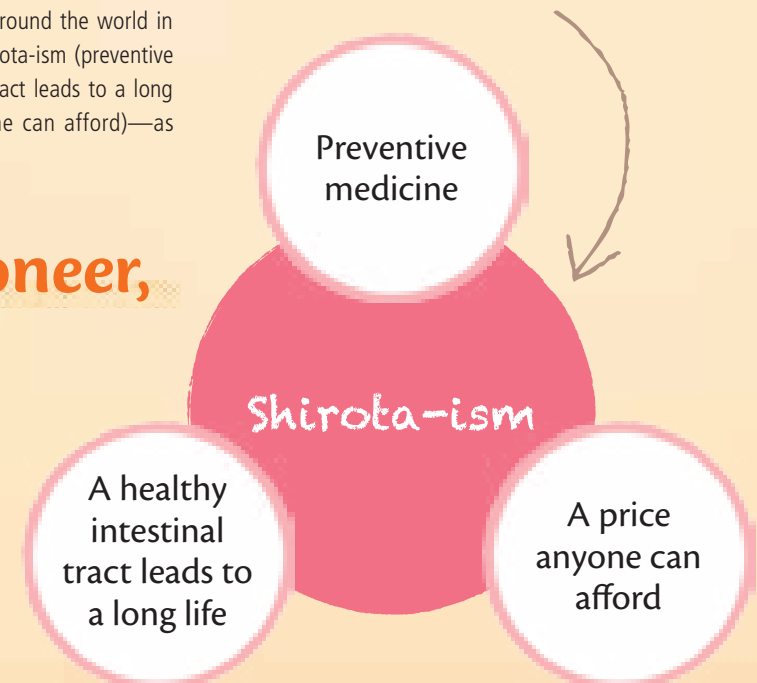 round the world in
ota-ism (preventive
act leads to a long
ne can afford)—as
oneer,
Preventive
medicine
Shirota-ism
A healthy
intestinal
tract leads to
a long life
A price
anyone can
afford